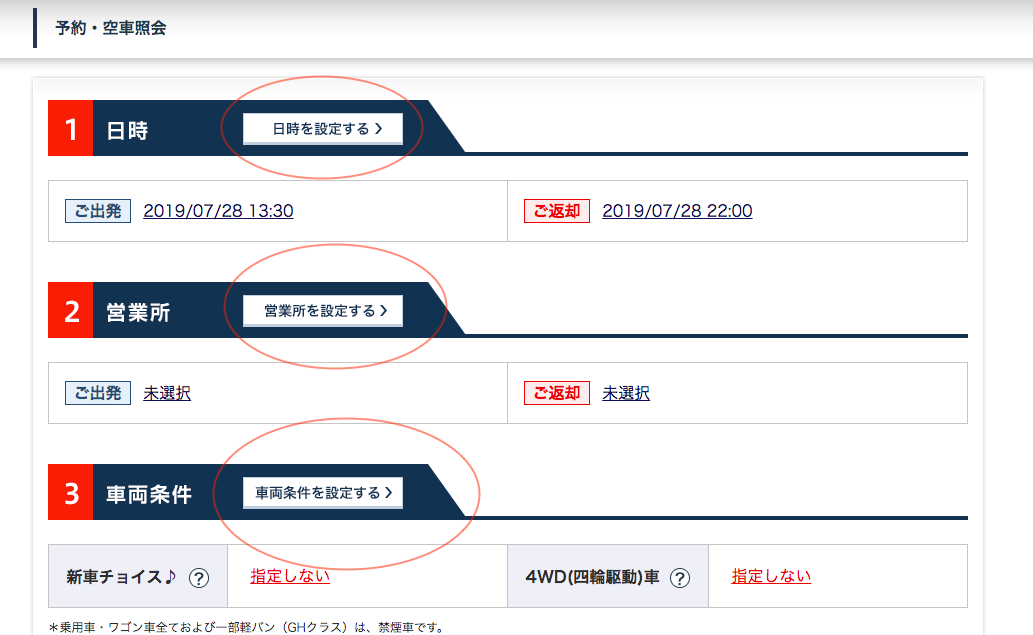 予約・空車照会
1 日時 日時を設定する >
ご出発 2019/07/28 13:30 ご返却 2019/07/28 22:00
2 営業所 営業所を設定する >
ご出発 未選択 ご返却 未選択
3 車両条件 車両条件を設定する >
新車チョイス♪ ? 指定しない 4WD(四輪駆動)車 ? 指定しない
＊乗用車・ワゴン車全ておよび一部軽バン（GHクラス）は、禁煙車です。